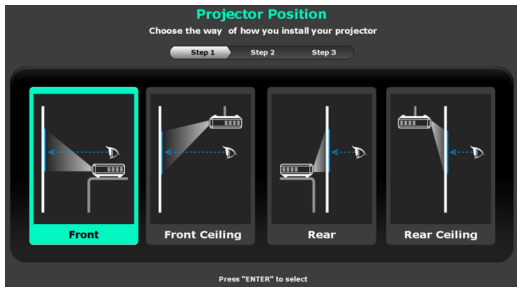 Projector Position
Choose the way of how you install your projector
Step 1 Step 2 Step 3
Front Front Ceiling Rear Rear Ceiling
Press "ENTER" to select